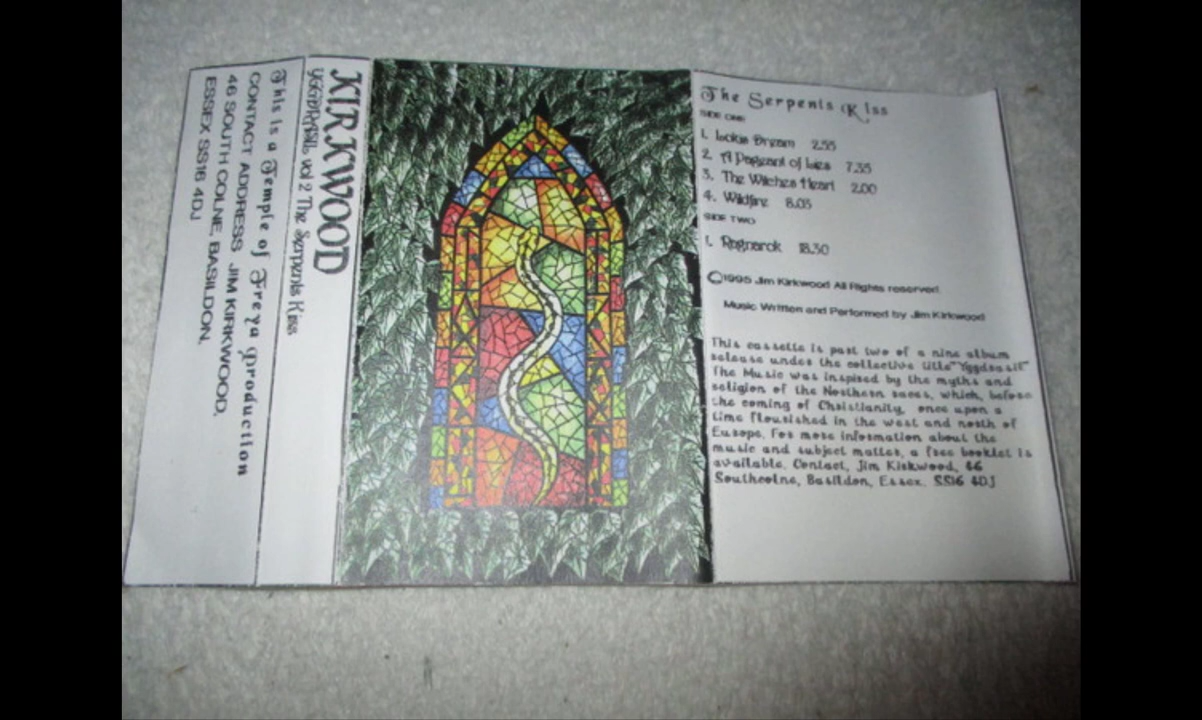 This is a Temple of Freya Production
CONTACT ADDRESS JIM KIRKWOOD,
46 SOUTH COLNE, BASILDON,
ESSEX SS16 4DJ
KIRKWOOD
YGGDRASIL vol 2 The Serpents Kiss
The Serpents Kiss
SIDE ONE
1. Lokis Dream 2.55
2. A Pageant of Lies 7.35
3. The Witches Heart 2.00
4. Wildfire 8.05
SIDE TWO
1. Ragnarok 18.30
©1995 Jim Kirkwood All Rights reserved.
Music Written and Performed by Jim Kirkwood
This cassette is part two of a nine album
release under the collective title "Yggdrasil"
The Music was inspired by the myths and
religion of the Northern races, which, before
the coming of Christianity, once upon a
time flourished in the west and north of
Europe. For more information about the
music and subject matter, a free booklet is
available. Contact, Jim Kirkwood, 46
Southcolne, Basildon, Essex. SS16 4DJ